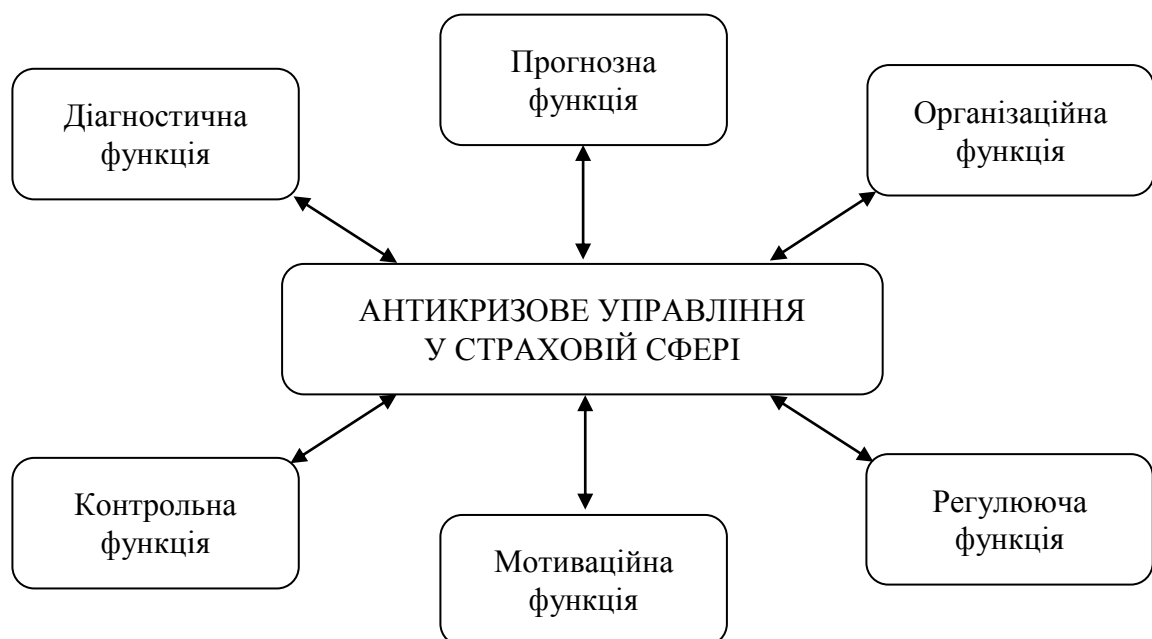 Прогнозна
функція
Діагностична
функція
Організаційна
функція
АНТИКРИЗОВЕ УПРАВЛІННЯ
У СТРАХОВІЙ СФЕРІ
Контрольна
функція
Мотиваційна
функція
Регулююча
функція